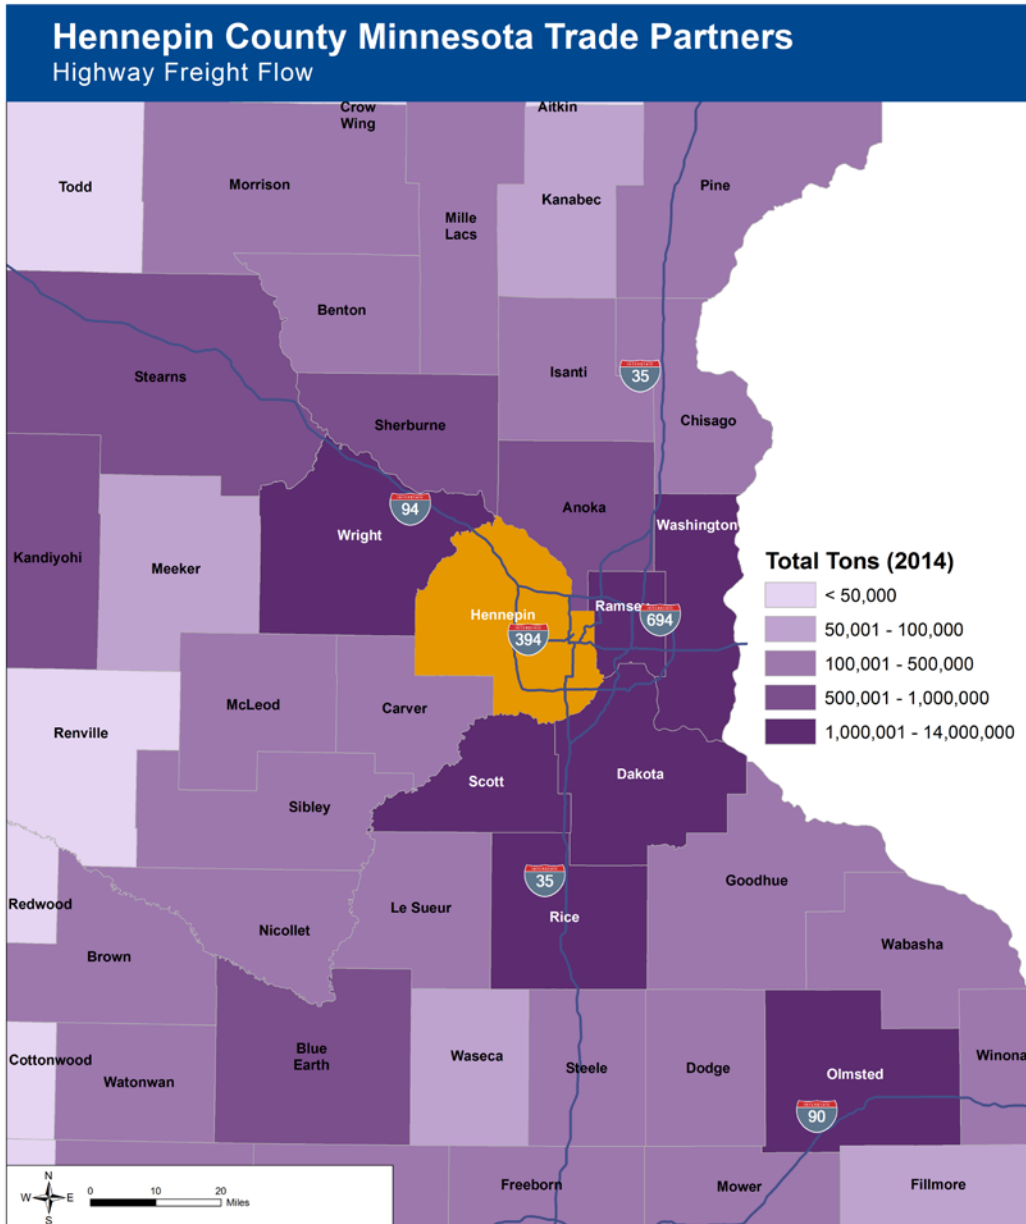 Hennepin County Minnesota Trade Partners
Highway Freight Flow
Crow
Wing
Aitkin
Todd
Morrison
Pine
Kanabec
Mille
Lacs
Benton
Isanti
35
Stearns
Sherburne
Chisago
94
Anoka
Washington
Wright
Kandiyohi
Meeker
Hennepin
Ramsey
694
394
Total Tons (2014)
< 50,000
50,001 - 100,000
100,001 - 500,000
500,001 - 1,000,000
1,000,001 - 14,000,000
McLeod
Carver
Renville
Scott
Dakota
Sibley
35
Goodhue
Redwood
Le Sueur
Rice
Nicollet
Wabasha
Brown
Cottonwood
Blue
Earth
Waseca
Steele
Dodge
Olmsted
Winona
Watonwan
90
Freeborn
Mower
Fillmore
N
W E
S
0 10 20
Miles